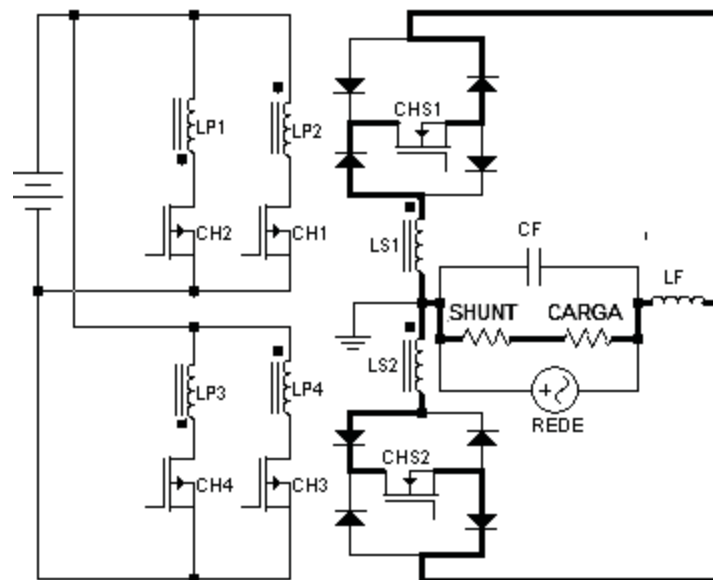 CHS1
LP1
LP2
CH2
CH1
LS1
CF
LF
SHUNT
CARGA
LS2
REDE
LP3
LP4
CHS2
CH4
CH3